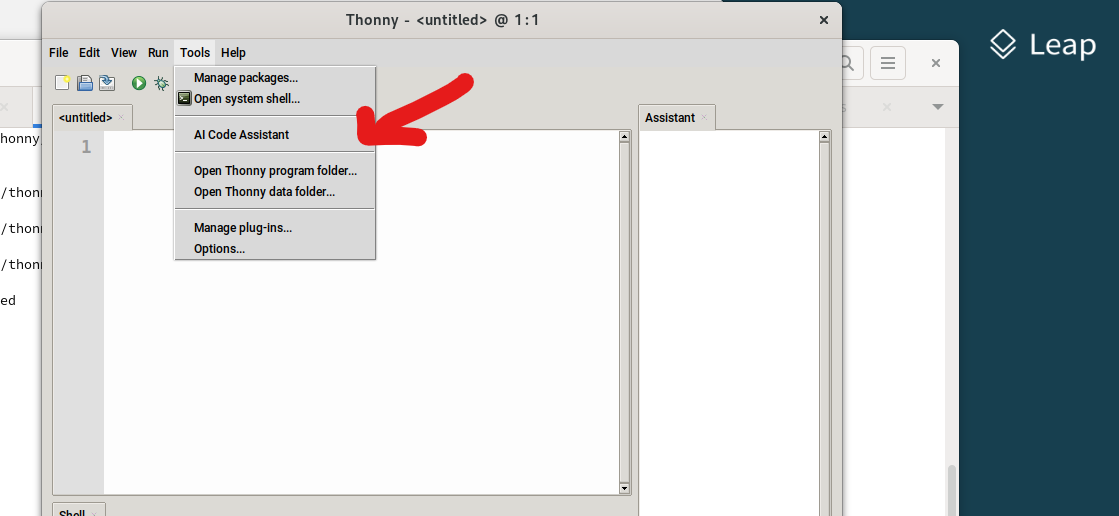 Thonny - <untitled> @ 1:1
File Edit View Run Tools Help
Leap
Manage packages...
Open system shell...
<untitled>
Assistant
AI Code Assistant
1
honny
Open Thonny program folder...
Open Thonny data folder...
/thonn
Manage plug-ins...
/thonn
Options...
/thonn
ed
Shell